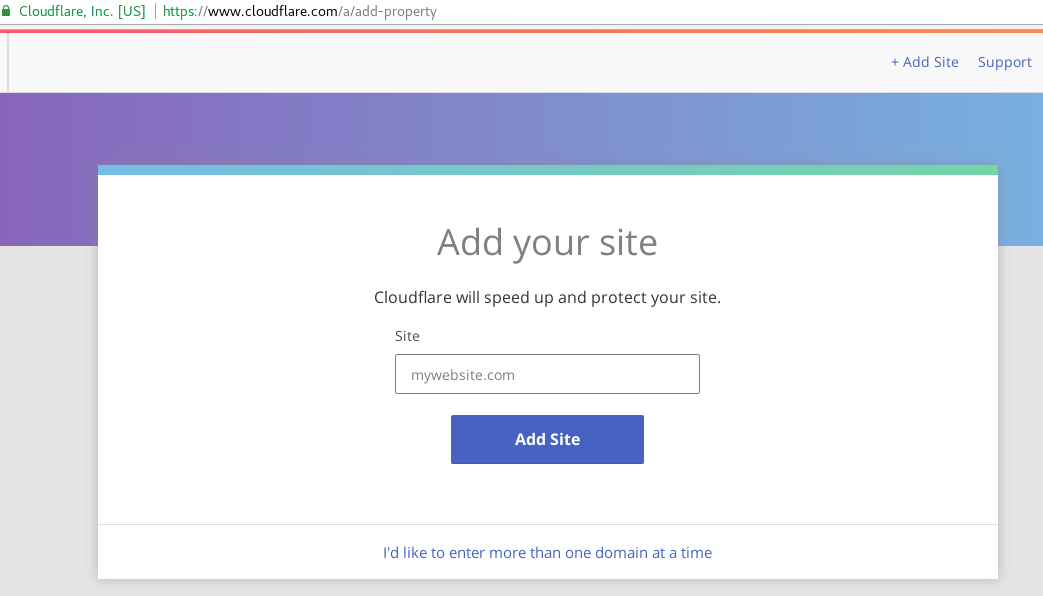 Cloudflare, Inc. [US] https://www.cloudflare.com/a/add-property
+ Add Site Support
Add your site
Cloudflare will speed up and protect your site.
Site
mywebsite.com
Add Site
I'd like to enter more than one domain at a time